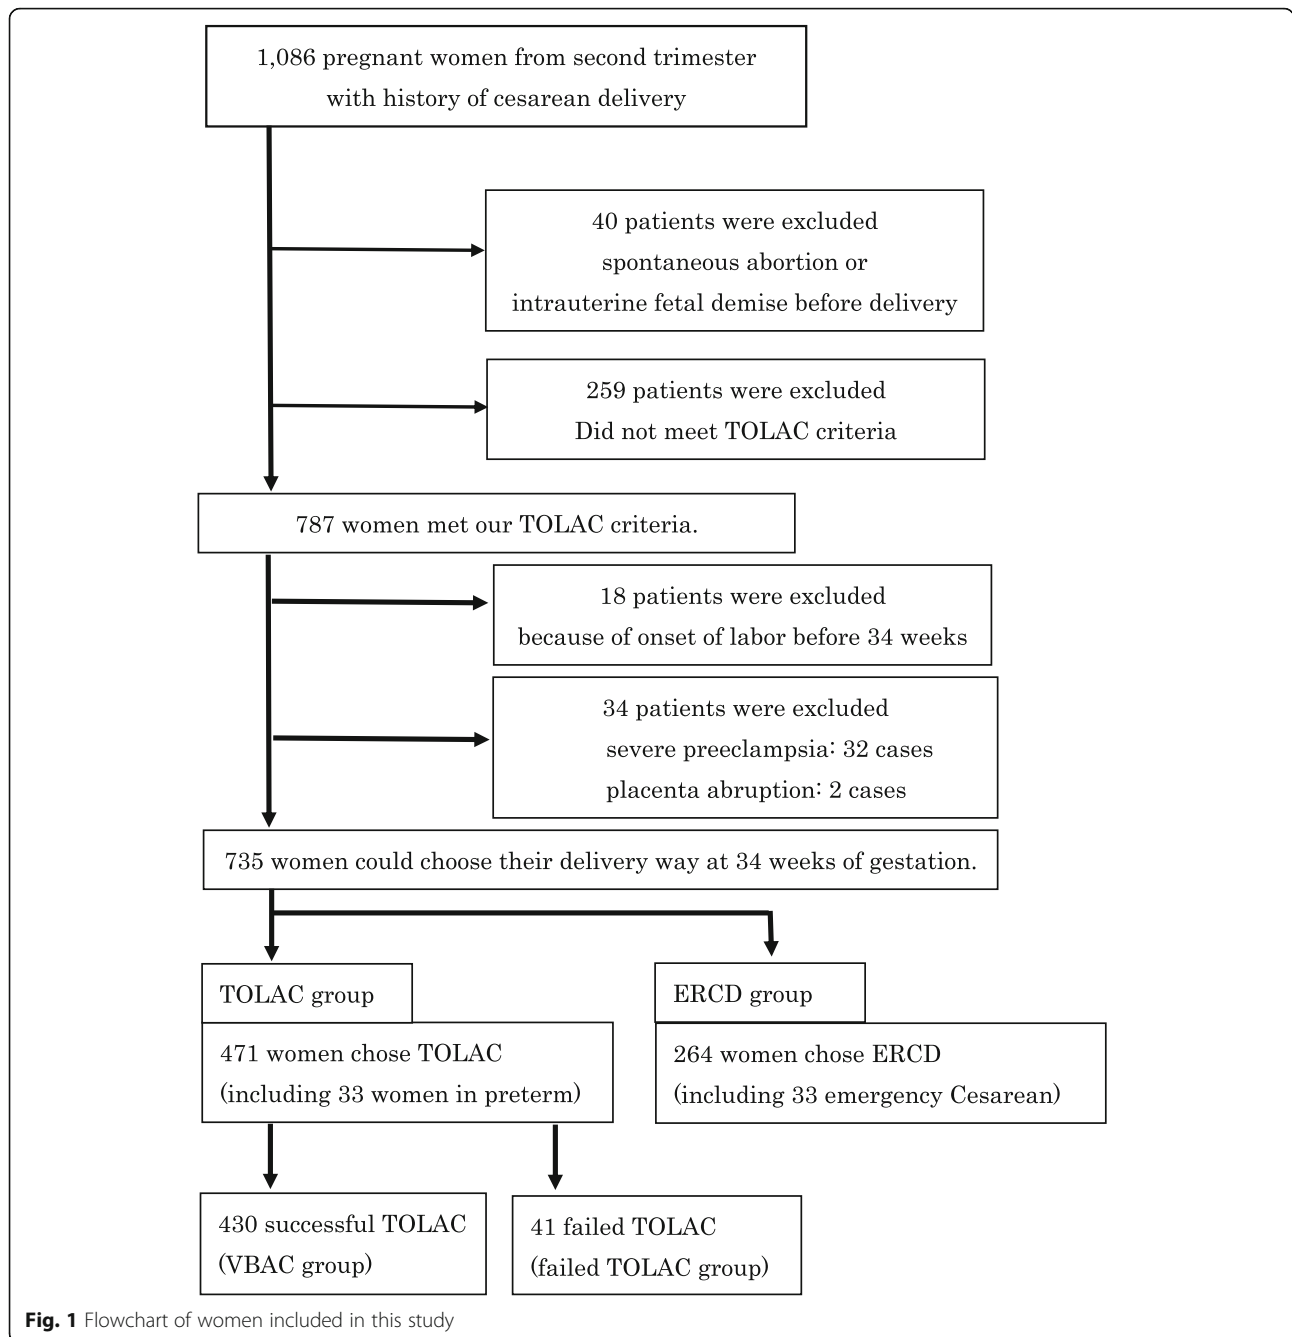 1,086 pregnant women from second trimester
with history of cesarean delivery
40 patients were excluded
spontaneous abortion or
intrauterine fetal demise before delivery
259 patients were excluded
Did not meet TOLAC criteria
787 women met our TOLAC criteria.
18 patients were excluded
because of onset of labor before 34 weeks
34 patients were excluded
severe preeclampsia: 32 cases
placenta abruption: 2 cases
735 women could choose their delivery way at 34 weeks of gestation.
TOLAC group
471 women chose TOLAC
(including 33 women in preterm)
ERCD group
264 women chose ERCD
(including 33 emergency Cesarean)
430 successful TOLAC
(VBAC group)
41 failed TOLAC
(failed TOLAC group)
Fig. 1 Flowchart of women included in this study